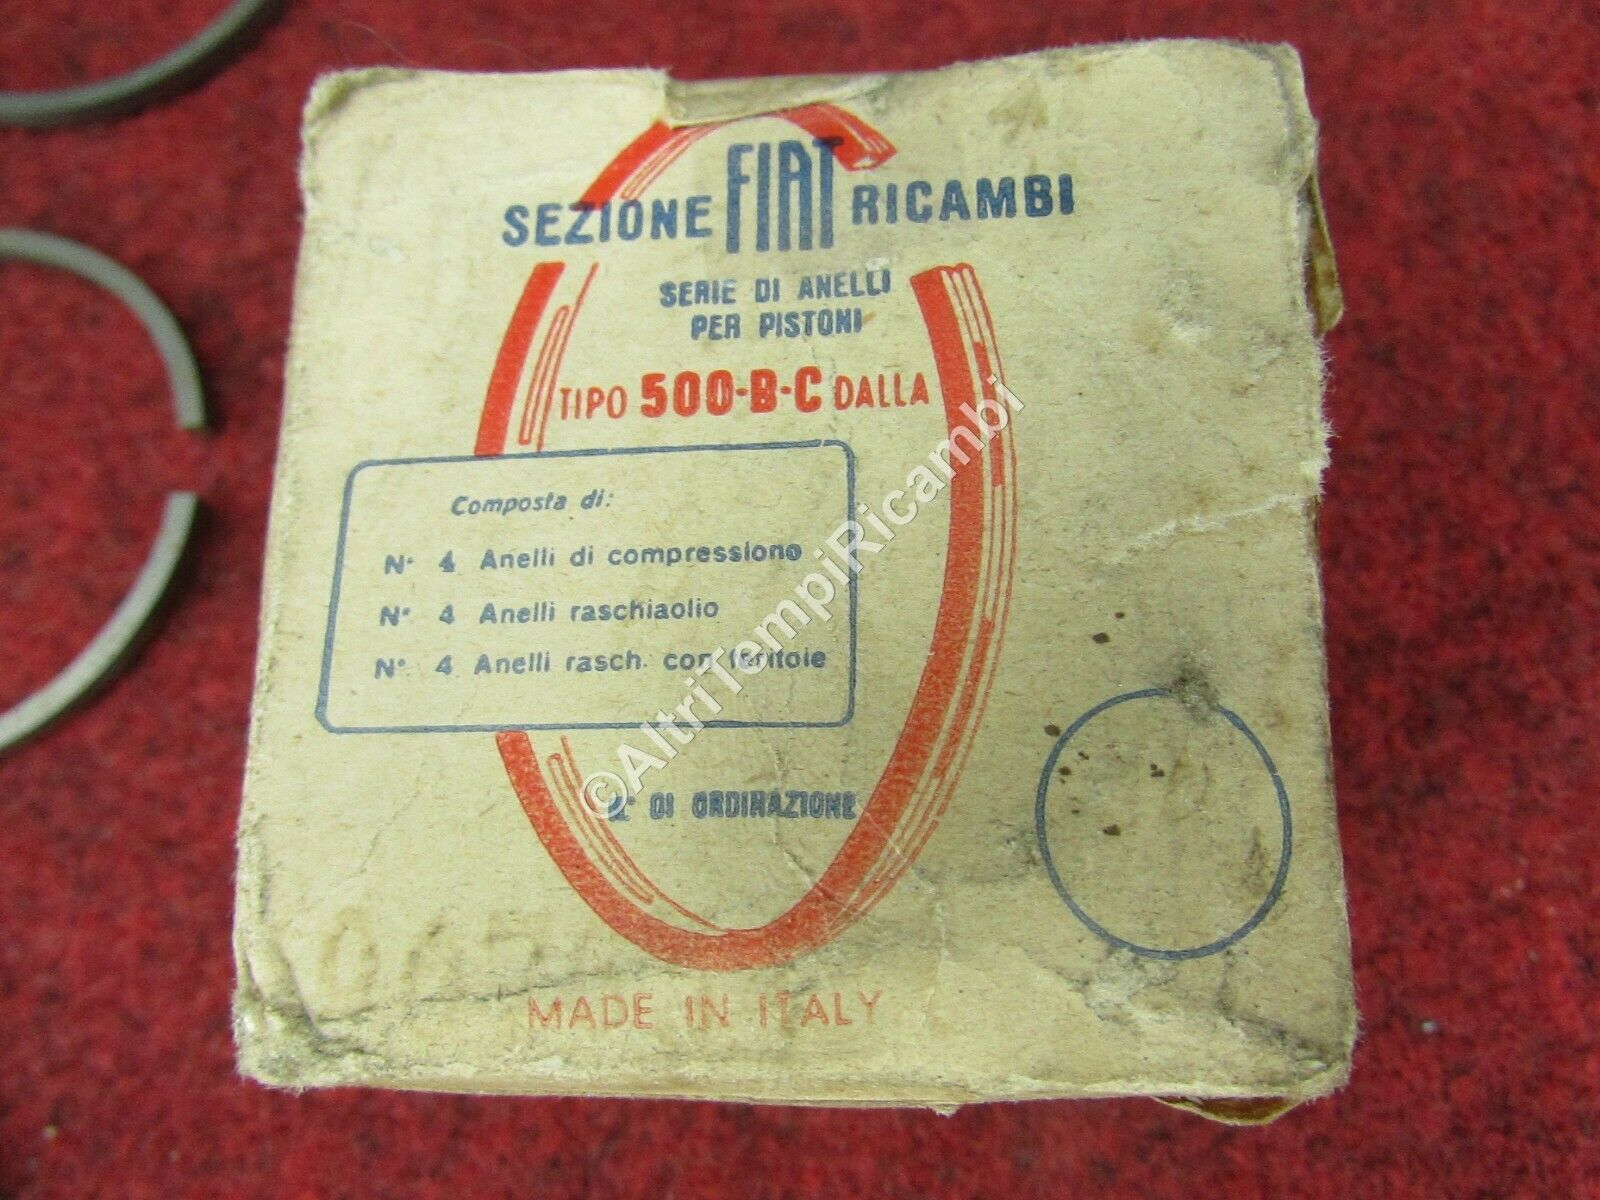 SEZIONE FIAT RICAMBI
SERIE DI ANELLI
PER PISTONI
TIPO 500-B-C DALLA
Composta di:
N° 4 Anelli di compressione
N° 4 Anelli raschiaolio
N° 4 Anelli rasch. con feritoie
N° DI ORDINAZIONE
MADE IN ITALY
©AltriTempiRicambi